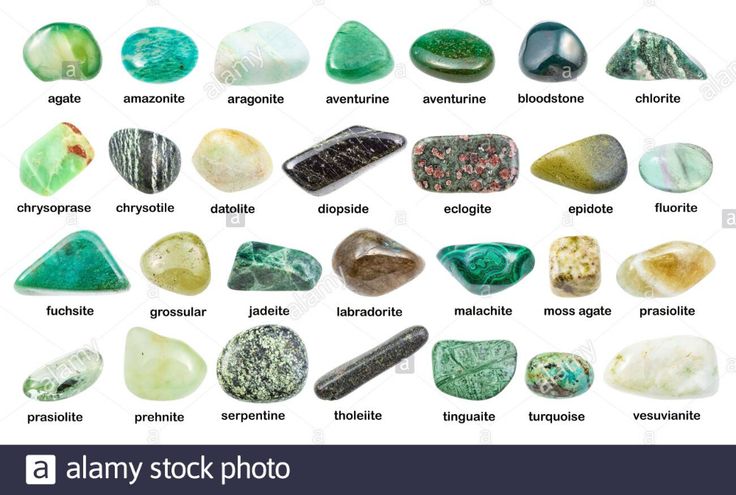 agate amazonite aragonite aventurine aventurine bloodstone chlorite
chrysoprase chrysotile datolite diopside eclogite epidote fluorite
fuchsite grossular jadeite labradorite malachite moss agate prasiolite
prasiolite prehnite serpentine tholeiite tinguaite turquoise vesuvianite
a alamy stock photo